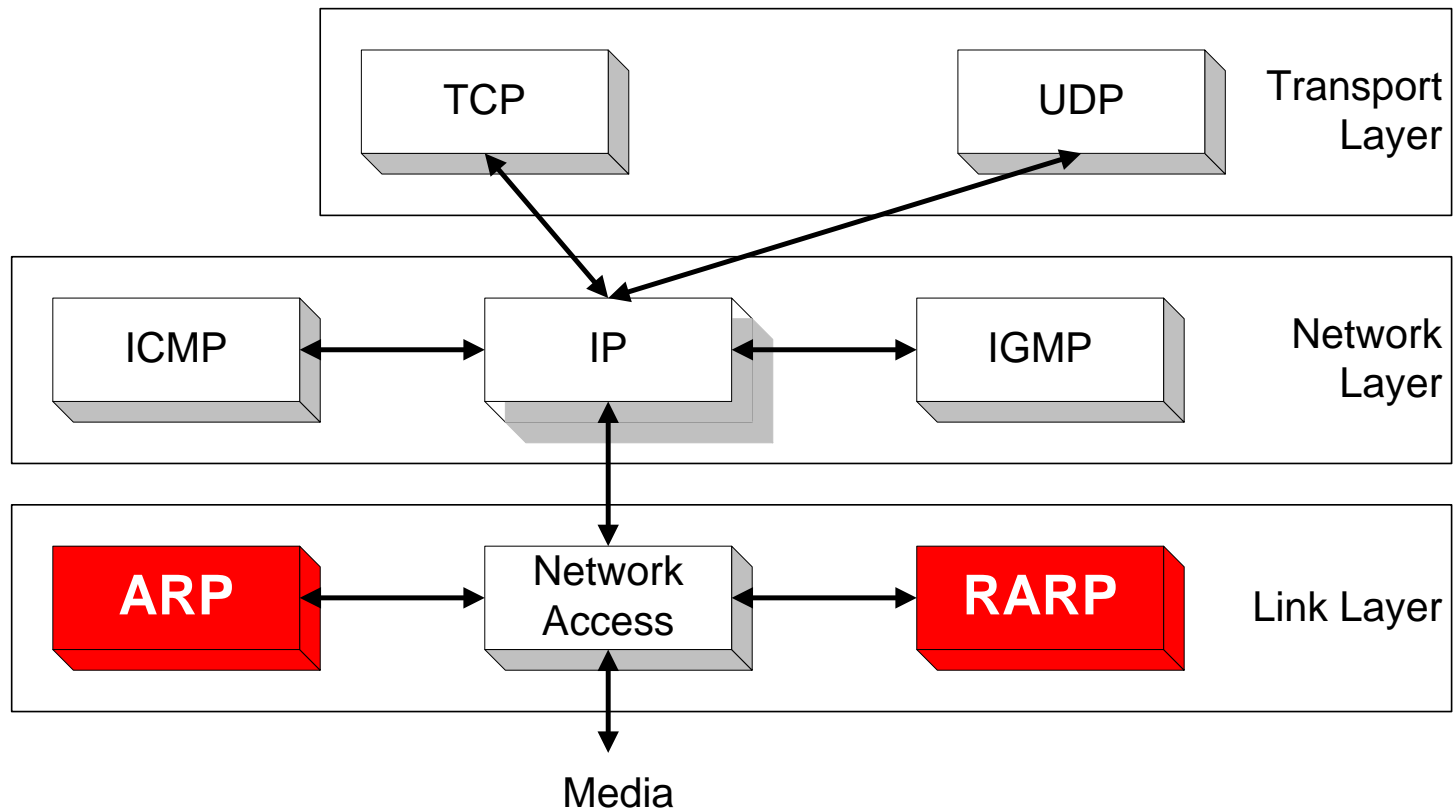 TCP
UDP
Transport
Layer
ICMP
IP
IGMP
Network
Layer
ARP
Network
Access
RARP
Link Layer
Media